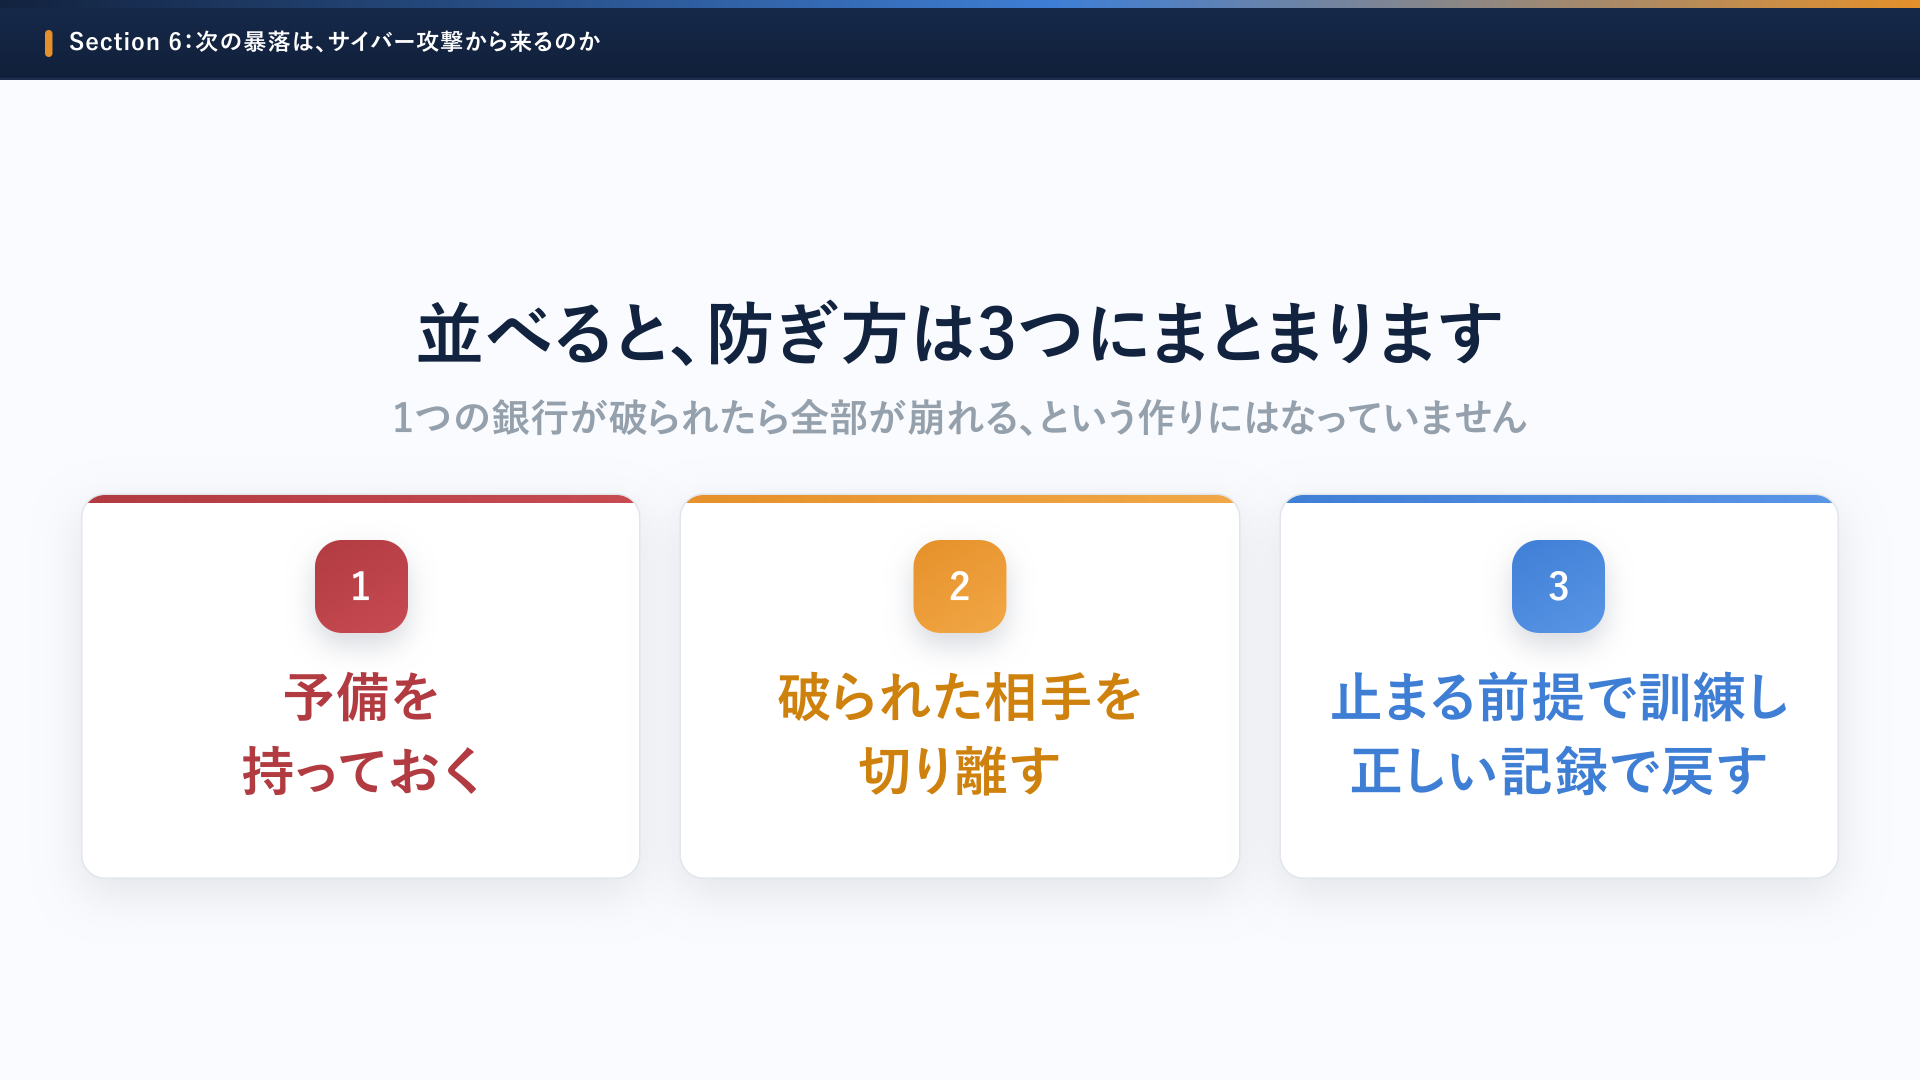 Section 6：次の暴落は、サイバー攻撃から来るのか
並べると、防ぎ方は3つにまとまります
1つの銀行が破られたら全部が崩れる、という作りにはなっていません
1
予備を
持っておく
2
破られた相手を
切り離す
3
止まる前提で訓練し
正しい記録で戻す